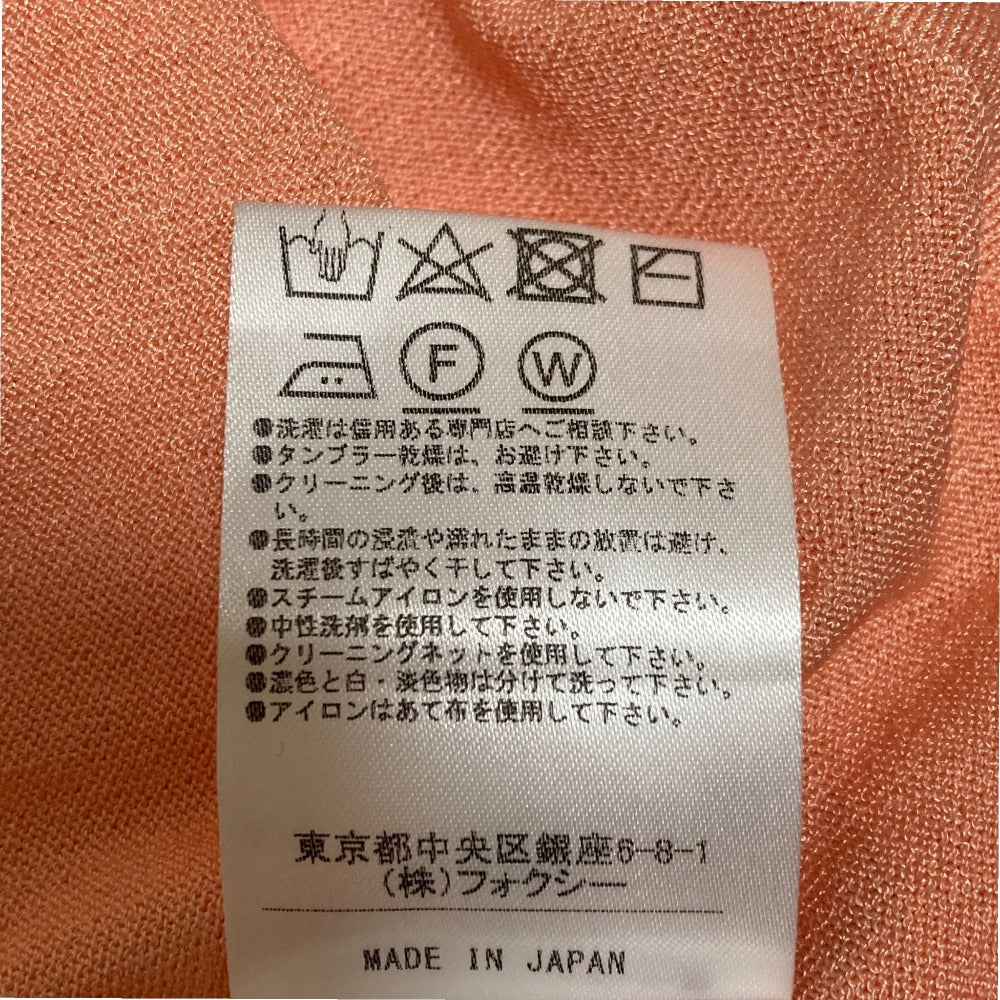 F W
●洗濯は信用ある専門店へご相談下さい。
●タンブラー乾燥は、お避け下さい。
●クリーニング後は、高温乾燥しないで下さ
い。
●長時間の浸漬や濡れたままの放置は避け、
洗濯後すばやく干して下さい。
●スチームアイロンを使用しないで下さい。
●中性洗剤を使用して下さい。
●クリーニングネットを使用して下さい。
●濃色と白・淡色物は分けて洗って下さい。
●アイロンはあて布を使用して下さい。
東京都中央区銀座6-8-1
(株)フォクシー
MADE IN JAPAN